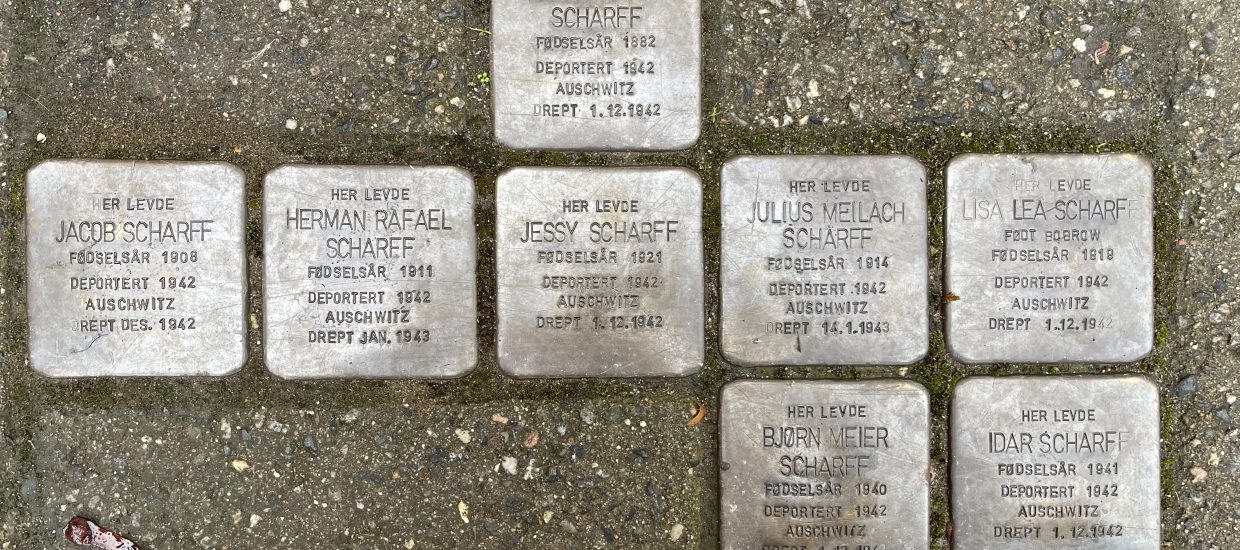 SCHARFF
FØDSELSÅR 1882
DEPORTERT 1942
AUSCHWITZ
DREPT 1.12.1942
HER LEVDE
JACOB SCHARFF
FØDSELSÅR 1908
DEPORTERT 1942
AUSCHWITZ
DREPT DES. 1942
HER LEVDE
HERMAN RAFAEL
SCHARFF
FØDSELSÅR 1911
DEPORTERT 1942
AUSCHWITZ
DREPT JAN. 1943
HER LEVDE
JESSY SCHARFF
FØDSELSÅR 1921
DEPORTERT 1942
AUSCHWITZ
DREPT 1.12.1942
HER LEVDE
JULIUS MEILACH
SCHARFF
FØDSELSÅR 1914
DEPORTERT 1942
AUSCHWITZ
DREPT 14.1.1943
HER LEVDE
LISA LEA SCHARFF
FØDT BOBROW
FØDSELSÅR 1919
DEPORTERT 1942
AUSCHWITZ
DREPT 1.12.1942
HER LEVDE
BJØRN MEIER
SCHARFF
FØDSELSÅR 1940
DEPORTERT 1942
AUSCHWITZ
DREPT 1.12.1942
HER LEVDE
IDAR SCHARFF
FØDSELSÅR 1941
DEPORTERT 1942
AUSCHWITZ
DREPT 1.12.1942